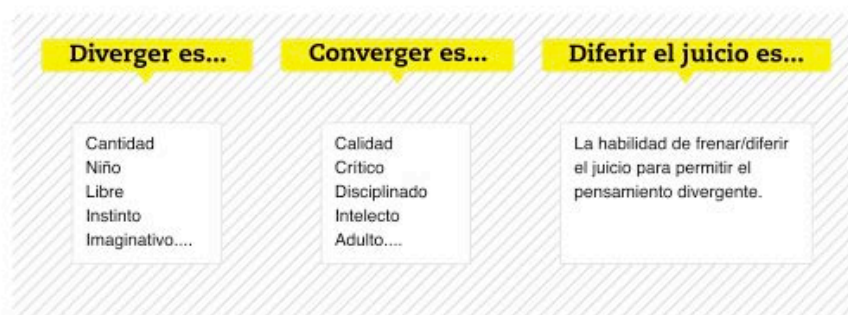 Diverger es...
Cantidad
Niño
Libre
Instinto
Imaginativo....
Converger es...
Calidad
Crítico
Disciplinado
Intelecto
Adulto....
Diferir el juicio es...
La habilidad de frenar/diferir
el juicio para permitir el
pensamiento divergente.